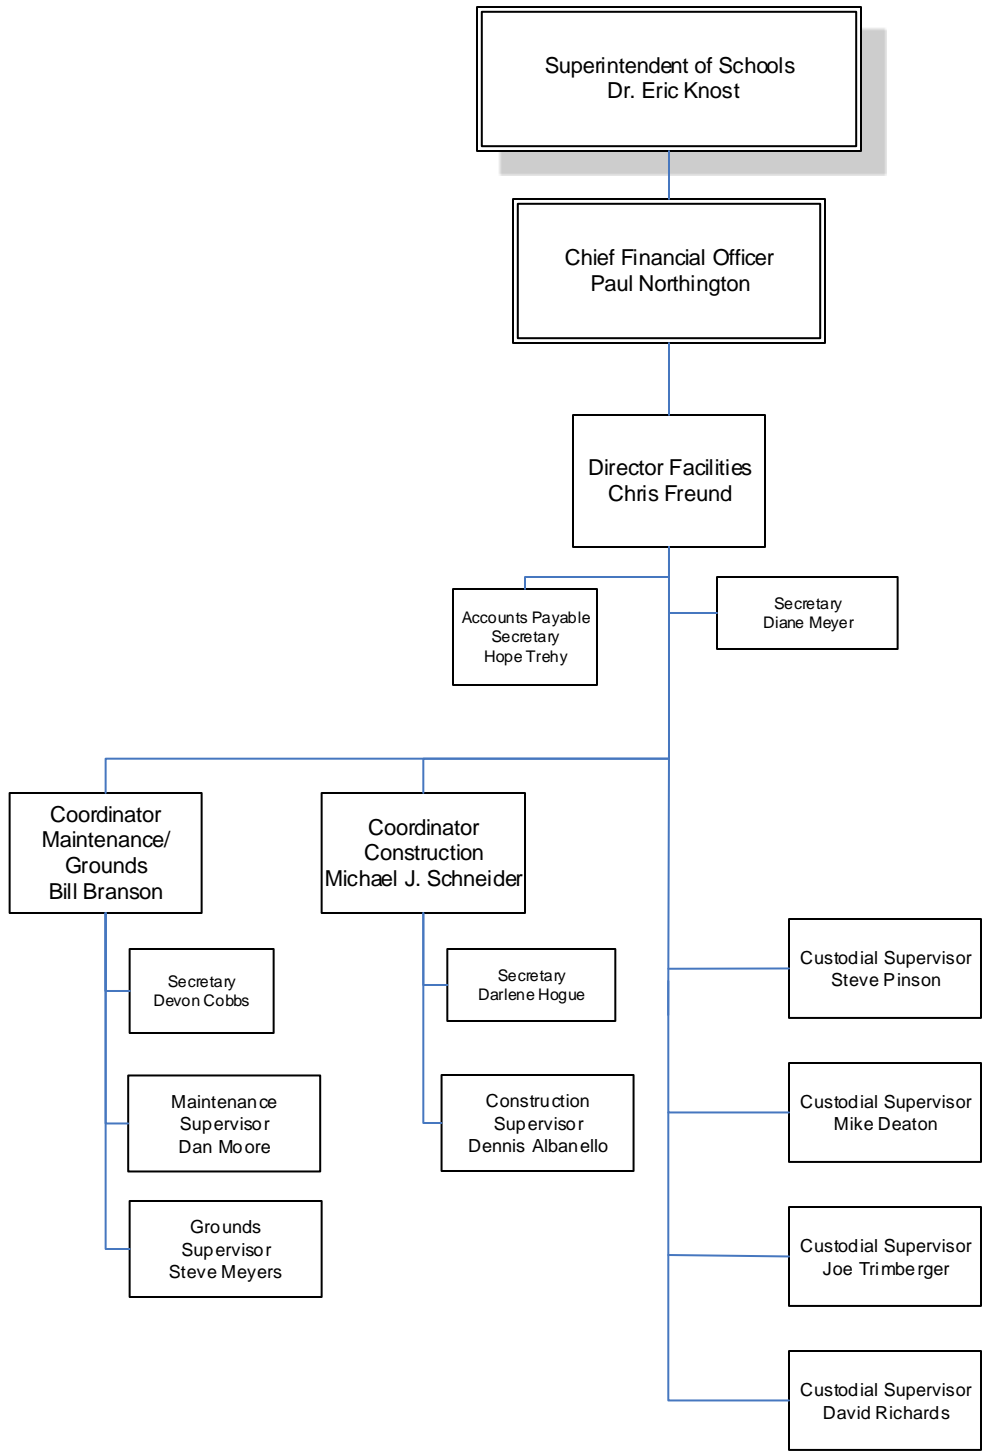 Superintendent of Schools
Dr. Eric Knost
Chief Financial Officer
Paul Northington
Director Facilities
Chris Freund
Accounts Payable
Secretary
Hope Trehy
Secretary
Diane Meyer
Coordinator
Maintenance/
Grounds
Bill Branson
Coordinator
Construction
Michael J. Schneider
Secretary
Devon Cobbs
Maintenance
Supervisor
Dan Moore
Grounds
Supervisor
Steve Meyers
Secretary
Darlene Hogue
Construction
Supervisor
Dennis Albanello
Custodial Supervisor
Steve Pinson
Custodial Supervisor
Mike Deaton
Custodial Supervisor
Joe Trimberger
Custodial Supervisor
David Richards